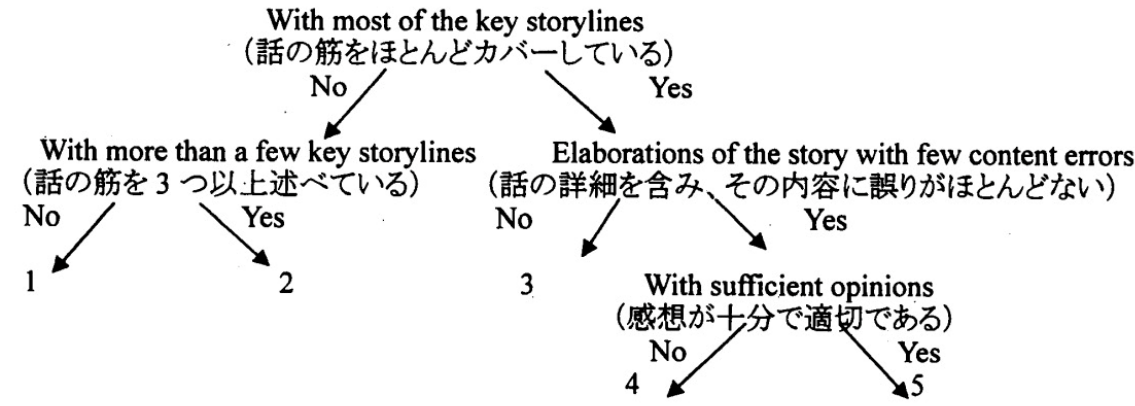 With most of the key storylines
（話の筋をほとんどカバーしている）
No
Yes
With more than a few key storylines
（話の筋を３つ以上述べている）
Elaborations of the story with few content errors
（話の詳細を含み、その内容に誤りがほとんどない）
No
Yes
No
Yes
1
2
3
With sufficient opinions
（感想が十分で適切である）
No
Yes
4
5